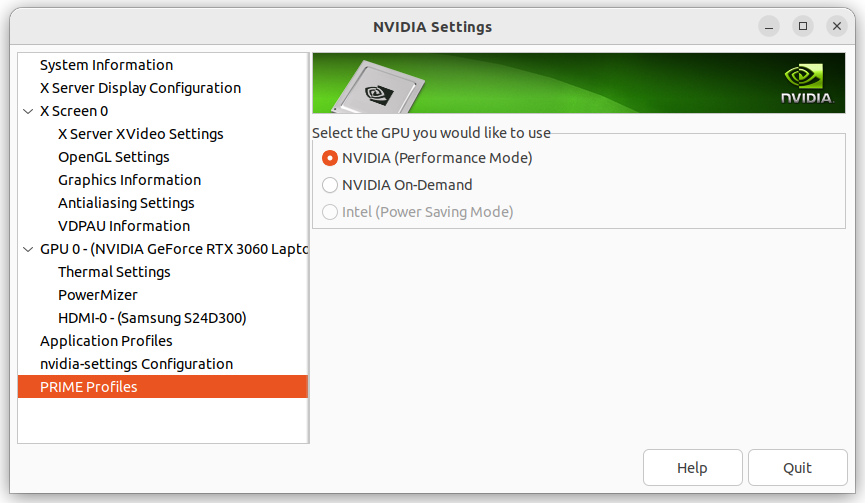 NVIDIA Settings
System Information
X Server Display Configuration
X Screen 0
X Server XVideo Settings
OpenGL Settings
Graphics Information
Antialiasing Settings
VDPAU Information
GPU 0 - (NVIDIA GeForce RTX 3060 Lapto
Thermal Settings
PowerMizer
HDMI-0 - (Samsung S24D300)
Application Profiles
nvidia-settings Configuration
PRIME Profiles
NVIDIA.
Select the GPU you would like to use
NVIDIA (Performance Mode)
NVIDIA On-Demand
Intel (Power Saving Mode)
Help
Quit